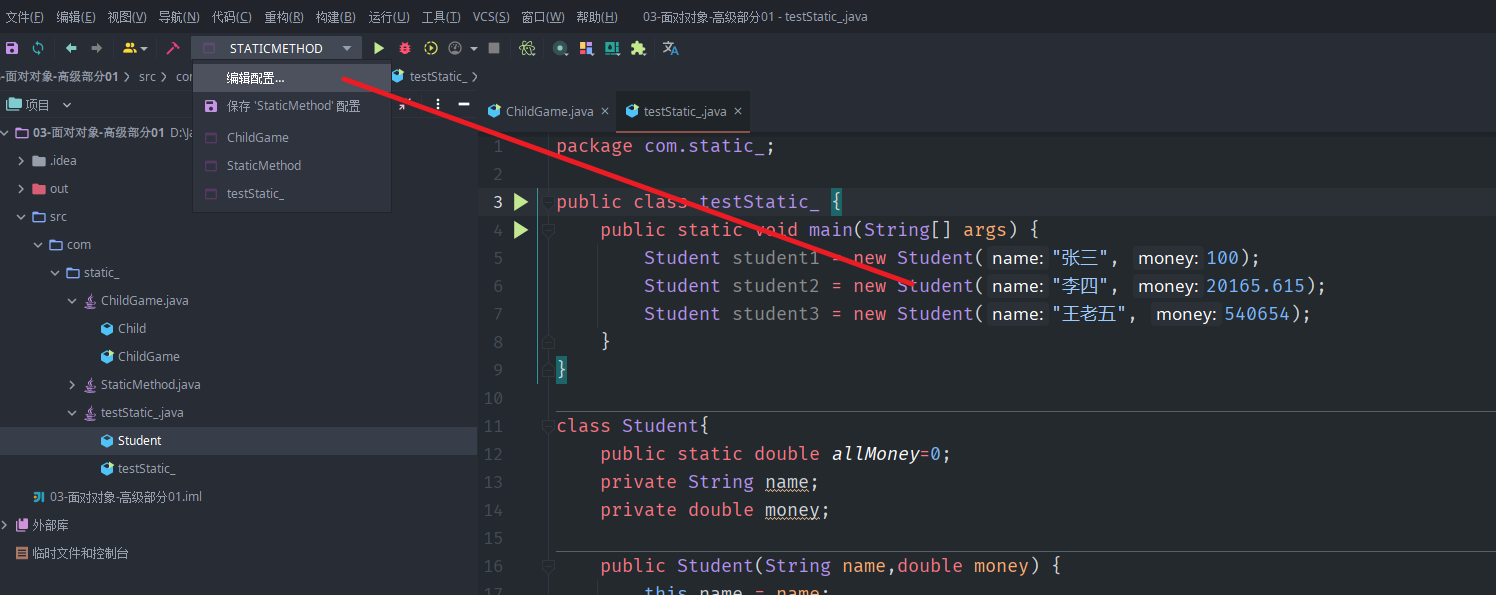 文件(F) 编辑(E) 视图(V) 导航(N) 代码(C) 重构(R) 构建(B) 运行(U) 工具(T) VCS(S) 窗口(W) 帮助(H) 03-面对对象-高级部分01 - testStatic_.java
STATICMETHOD
-面对对象-高级部分01 src testStatic_
编辑配置...
项目
保存 'StaticMethod' 配置
ChildGame.java testStatic_.java
03-面对对象-高级部分01
ChildGame
StaticMethod
testStatic_
.idea
out
src
com
static_
ChildGame.java
Child
ChildGame
StaticMethod.java
testStatic_.java
Student
testStatic_
03-面对对象-高级部分01.iml
外部库
临时文件和控制台
1 package com.static_;
2
3 public class testStatic_ {
4 public static void main(String[] args) {
5 Student student1 = new Student( name: "张三", money: 100);
6 Student student2 = new Student( name: "李四", money: 20165.615);
7 Student student3 = new Student( name: "王老五", money: 540654);
8 }
9 }
10
11 class Student{
12 public static double allMoney=0;
13 private String name;
14 private double money;
15
16 public Student(String name,double money) {
17 this.name = name;